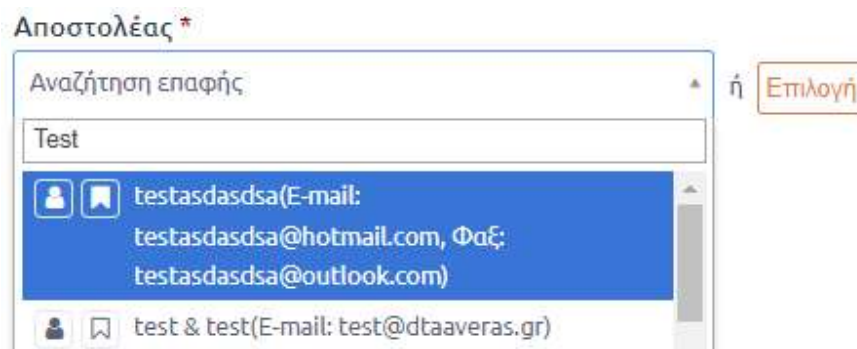 Αποστολέας *
Αναζήτηση επαφής
ή Επιλογή
Test
testasdasdsa(E-mail:
testasdasdsa@hotmail.com, Φαξ:
testasdasdsa@outlook.com)
test & test(E-mail: test@dtaaveras.gr)